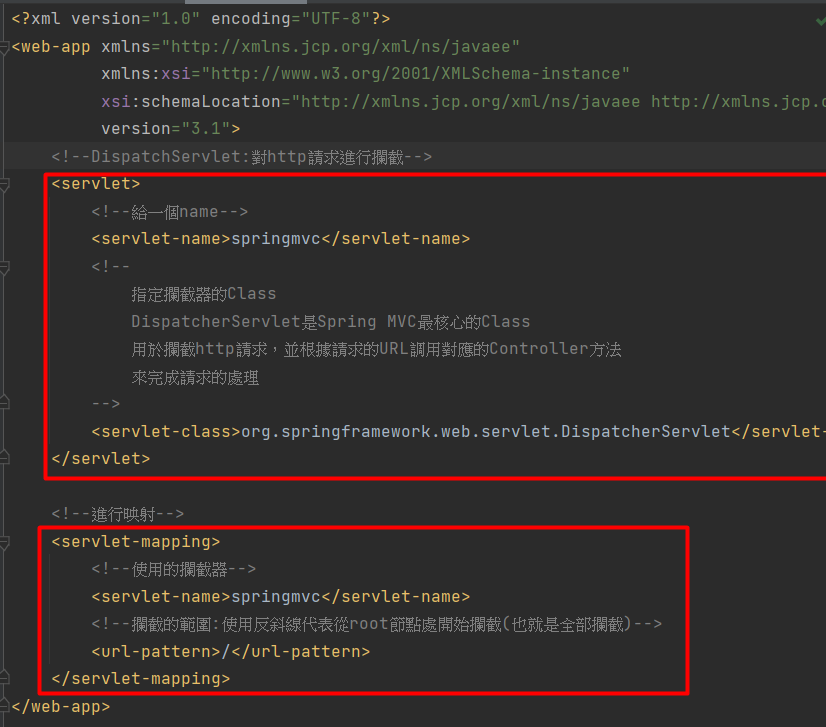 <?xml version="1.0" encoding="UTF-8"?>
<web-app xmlns="http://xmlns.jcp.org/xml/ns/javaee"
xmlns:xsi="http://www.w3.org/2001/XMLSchema-instance"
xsi:schemaLocation="http://xmlns.jcp.org/xml/ns/javaee http://xmlns.jcp.
version="3.1">
<!--DispatchServlet:對http請求進行攔截-->
<servlet>
<!--給一個name-->
<servlet-name>springmvc</servlet-name>
<!--
指定攔截器的Class
DispatcherServlet是Spring MVC最核心的Class
用於攔截http請求，並根據請求的URL調用對應的Controller方法
來完成請求的處理
-->
<servlet-class>org.springframework.web.servlet.DispatcherServlet</servlet-
</servlet>
<!--進行映射-->
<servlet-mapping>
<!--使用的攔截器-->
<servlet-name>springmvc</servlet-name>
<!--攔截的範圍:使用反斜線代表從root節點處開始攔截(也就是全部攔截)-->
<url-pattern>/</url-pattern>
</servlet-mapping>
</web-app>